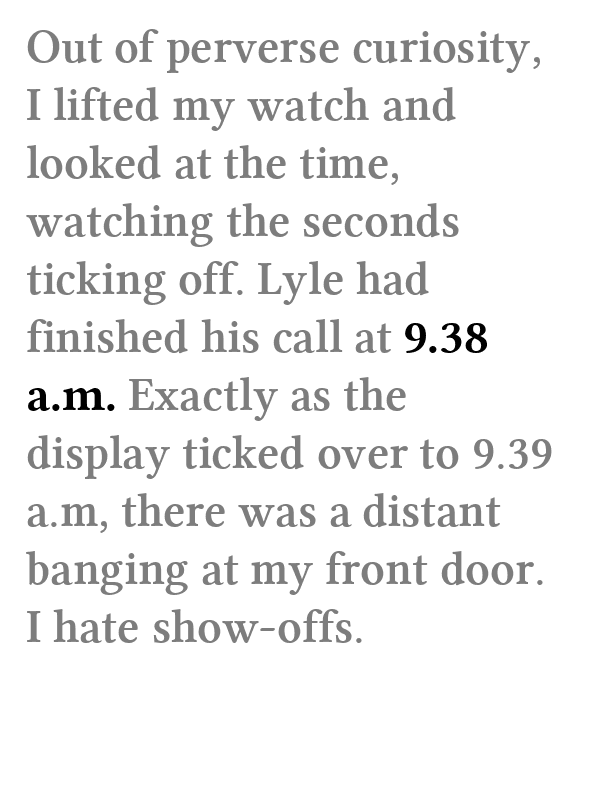 Out of perverse curiosity,
I lifted my watch and
looked at the time,
watching the seconds
ticking off. Lyle had
finished his call at 9.38
a.m. Exactly as the
display ticked over to 9.39
a.m, there was a distant
banging at my front door.
I hate show-offs.